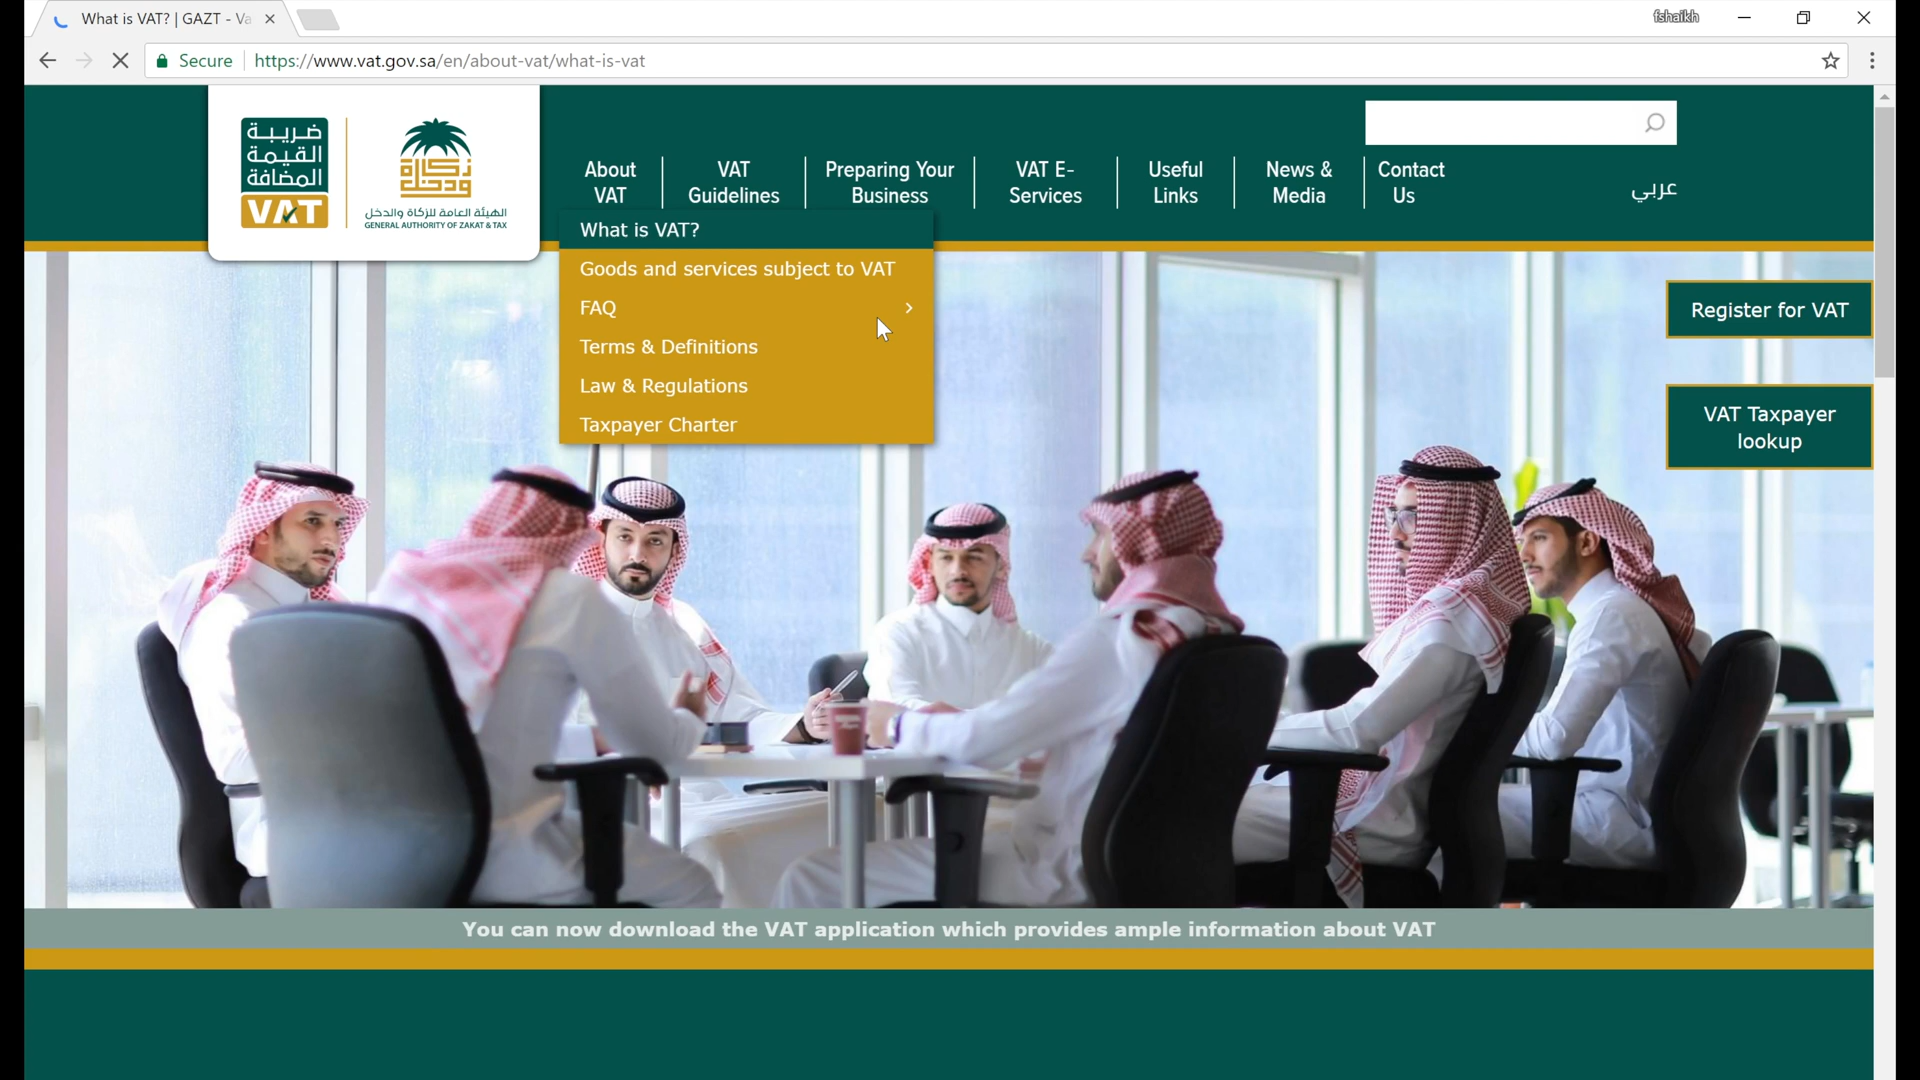 What is VAT? | GAZT - Va
fshaikh
Secure
https://www.vat.gov.sa/en/about-vat/what-is-vat
ضريبة
القيمة
المضافة
VAT
زكاة
ودخل
الهيئة العامة للزكاة والدخل
GENERAL AUTHORITY OF ZAKAT & TAX
About
VAT
VAT
Guidelines
Preparing Your
Business
VAT E-
Services
Useful
Links
News &
Media
Contact
Us
عربي
What is VAT?
Goods and services subject to VAT
FAQ
Terms & Definitions
Law & Regulations
Taxpayer Charter
Register for VAT
VAT Taxpayer
lookup
You can now download the VAT application which provides ample information about VAT